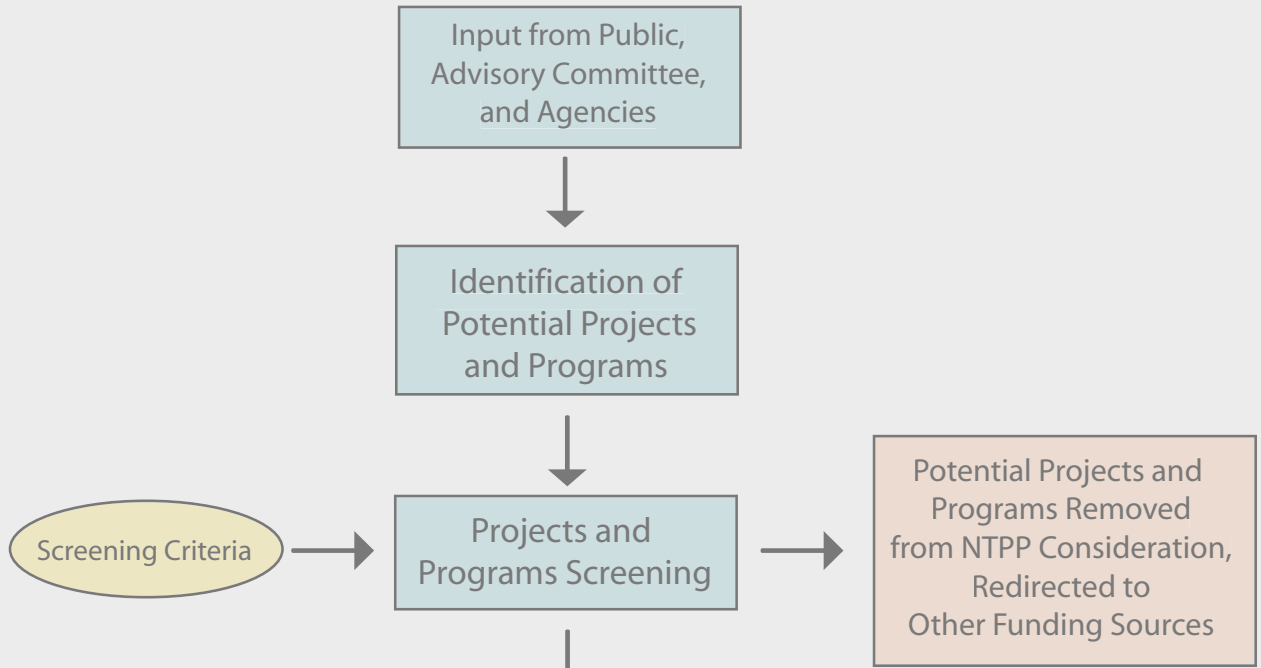 Input from Public,
Advisory Committee,
and Agencies
Identification of
Potential Projects
and Programs
Screening Criteria
Projects and
Programs Screening
Potential Projects and
Programs Removed
from NTPP Consideration,
Redirected to
Other Funding Sources